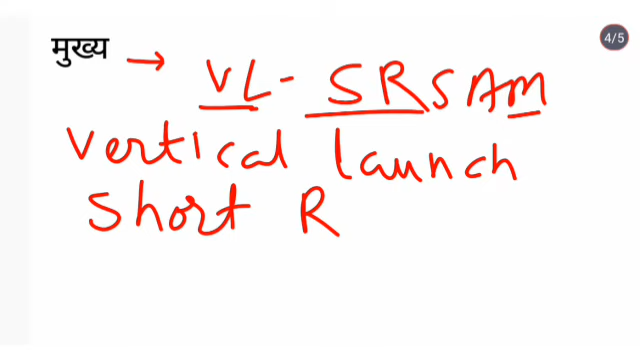 4/5
मुख्य → VL- SRSAM
Vertical launch
Short R